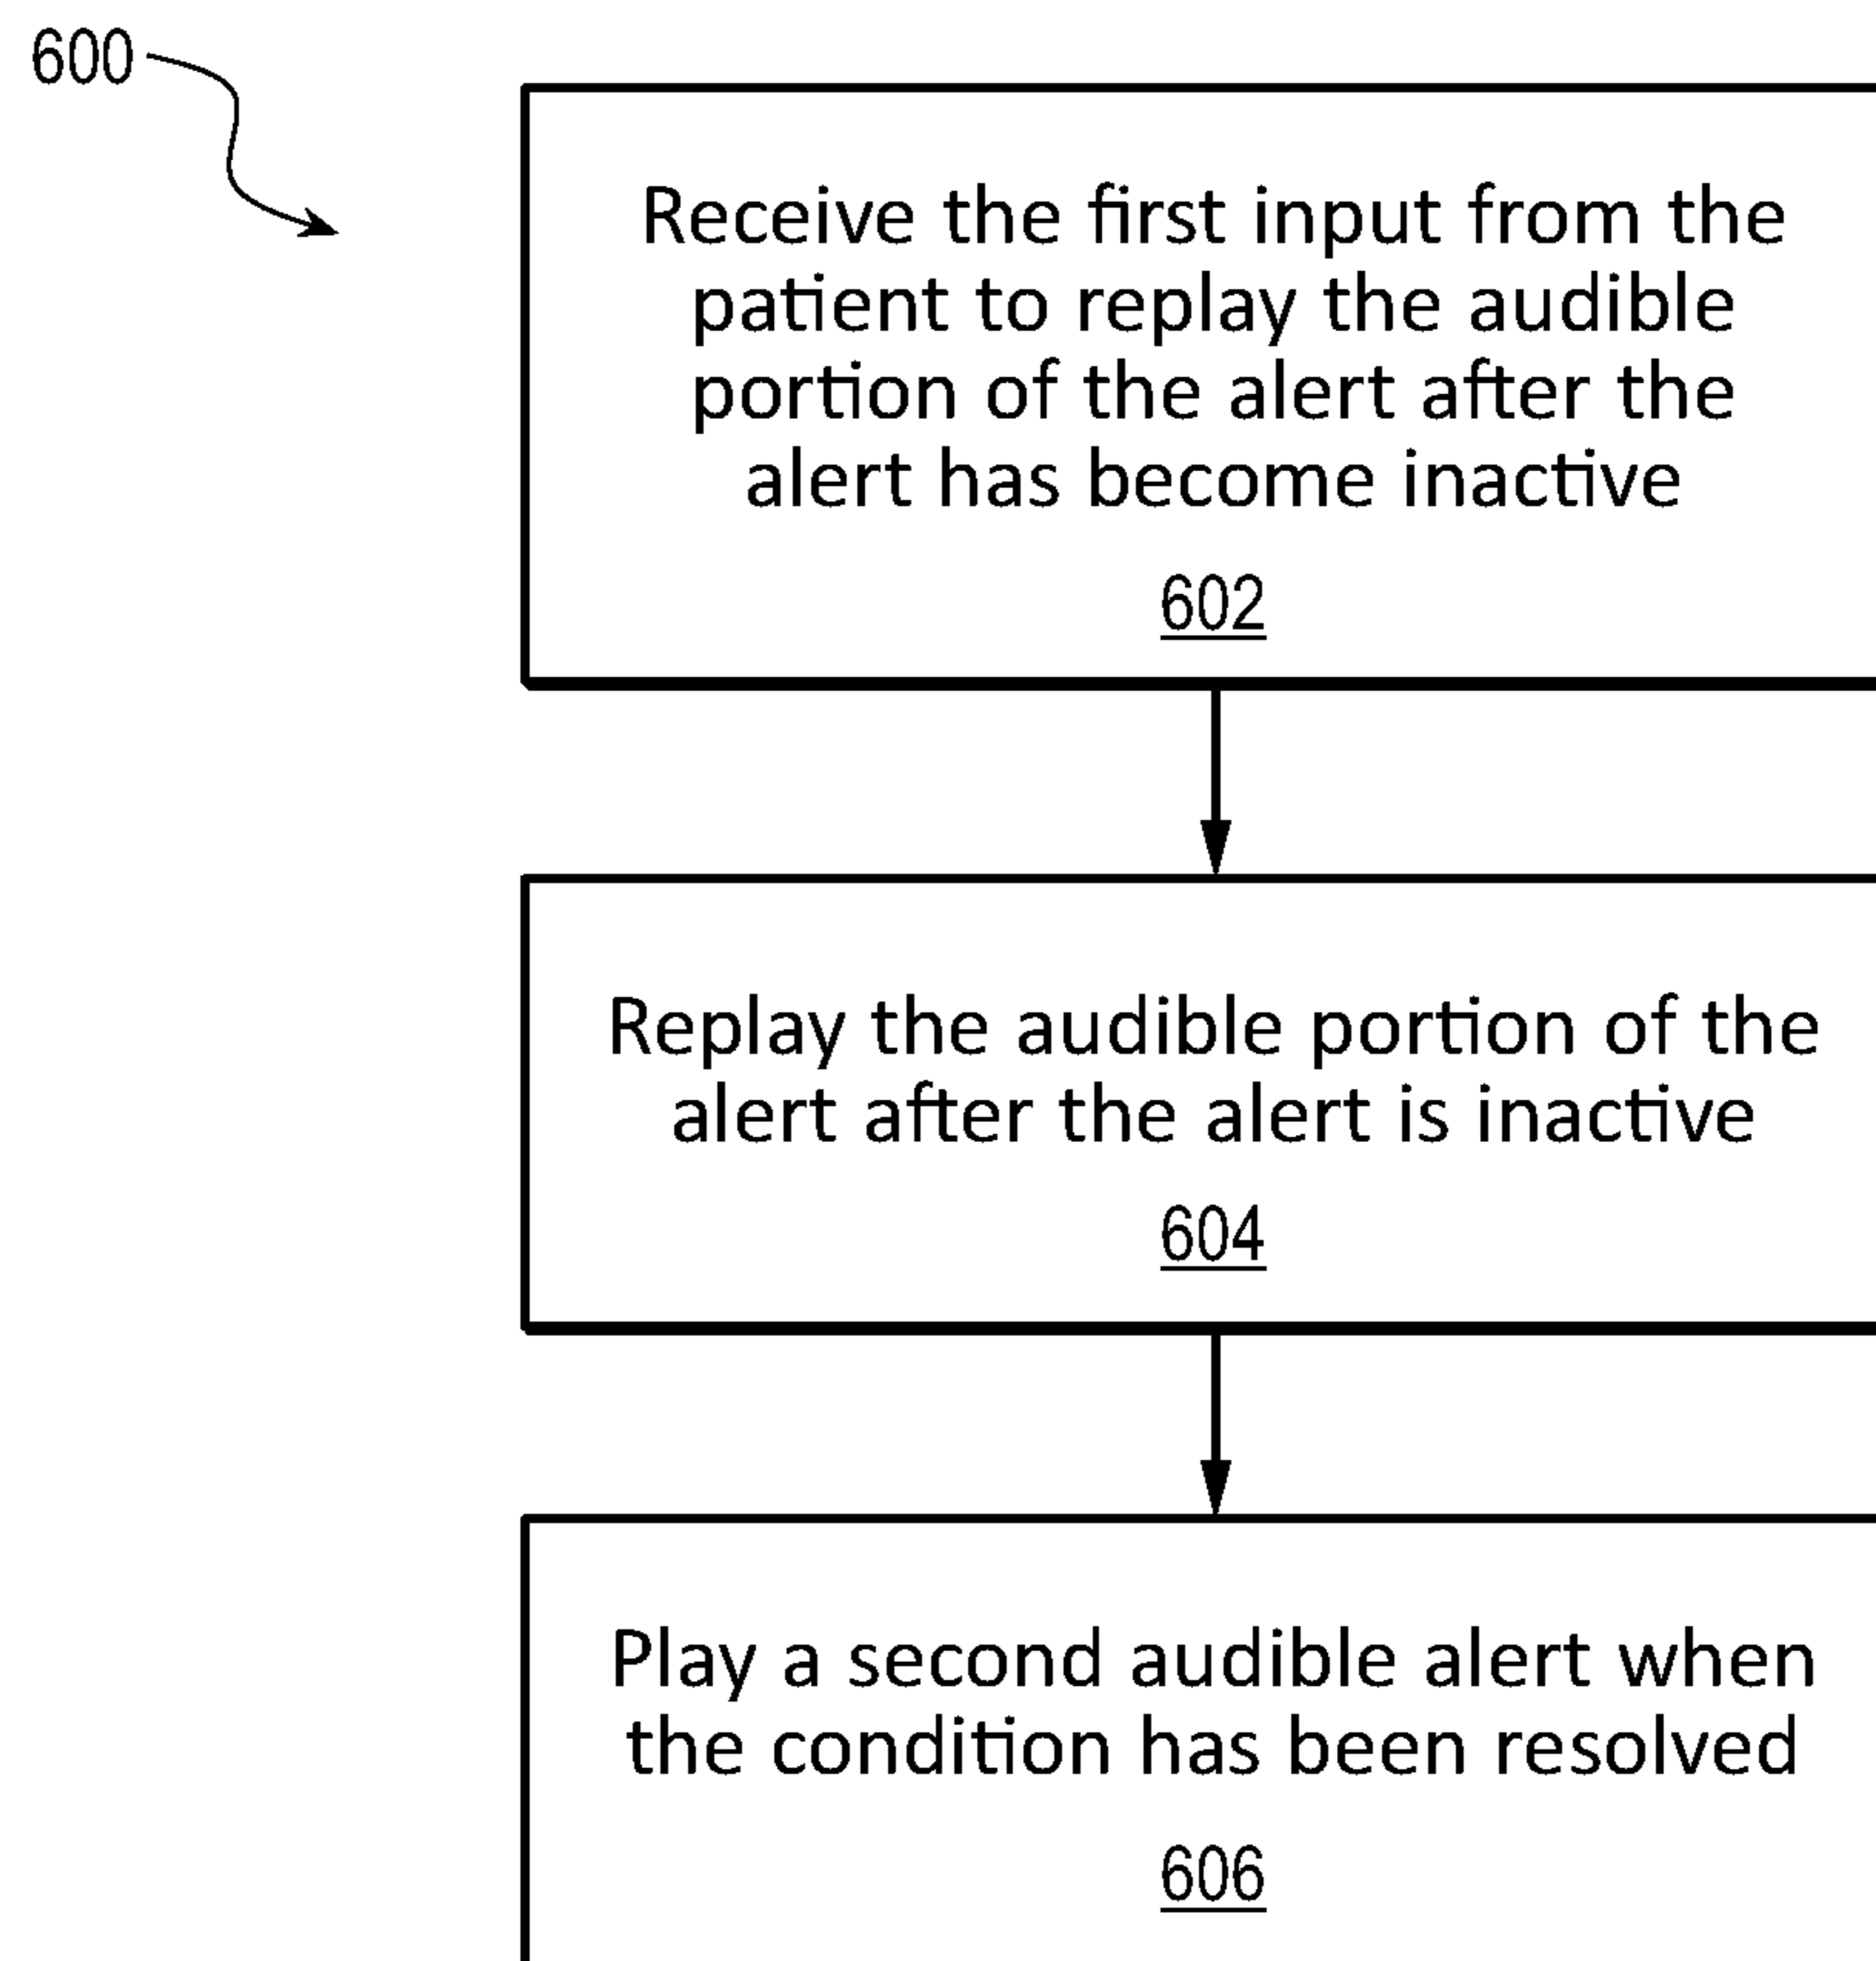 600
Receive the first input from the
patient to replay the audible
portion of the alert after the
alert has become inactive
602
Replay the audible portion of the
alert after the alert is inactive
604
Play a second audible alert when
the condition has been resolved
606